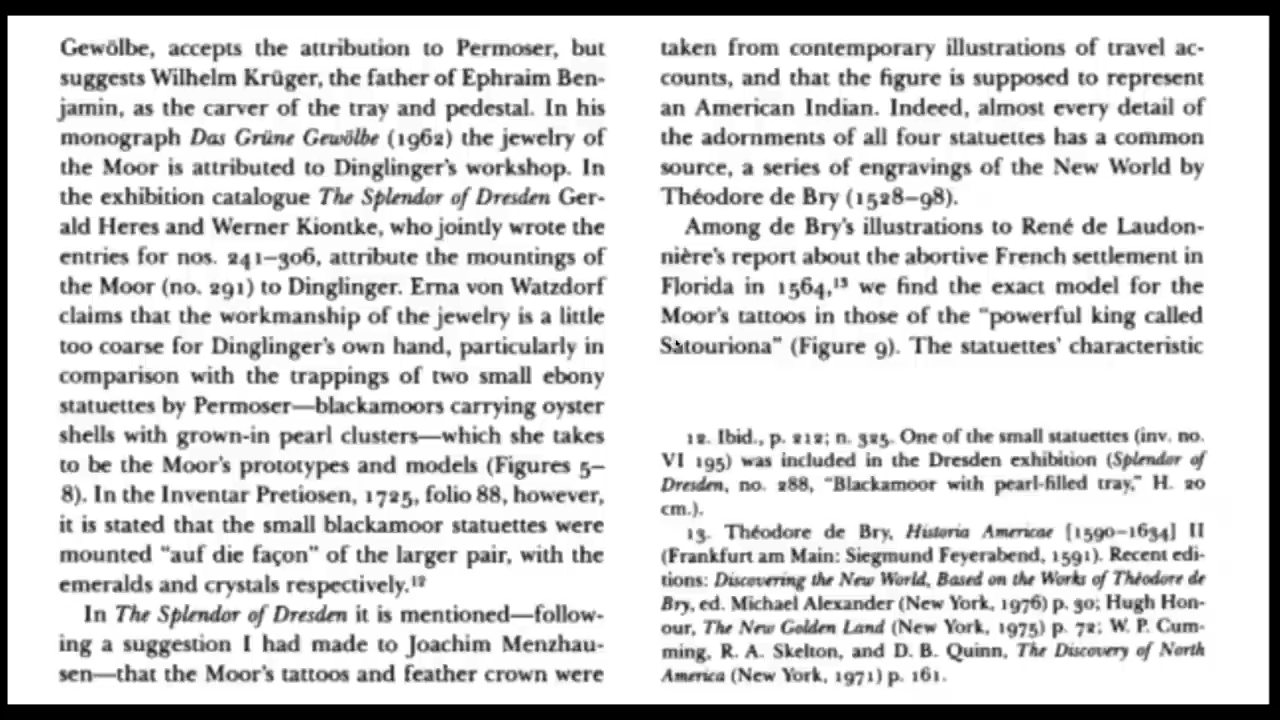 Gewölbe, accepts the attribution to Permoser, but
suggests Wilhelm Krüger, the father of Ephraim Ben-
jamin, as the carver of the tray and pedestal. In his
monograph Das Grüne Gewölbe (1962) the jewelry of
the Moor is attributed to Dinglinger's workshop. In
the exhibition catalogue The Splendor of Dresden Ger-
ald Heres and Werner Kiontke, who jointly wrote the
entries for nos. 241–306, attribute the mountings of
the Moor (no. 291) to Dinglinger. Erna von Watzdorf
claims that the workmanship of the jewelry is a little
too coarse for Dinglinger's own hand, particularly in
comparison with the trappings of two small ebony
statuettes by Permoser—blackamoors carrying oyster
shells with grown-in pearl clusters—which she takes
to be the Moor's prototypes and models (Figures 5–
8). In the Inventar Pretiosen, 1725, folio 88, however,
it is stated that the small blackamoor statuettes were
mounted "auf die façon" of the larger pair, with the
emeralds and crystals respectively.¹²
In The Splendor of Dresden it is mentioned—follow-
ing a suggestion I had made to Joachim Menzhau-
sen—that the Moor's tattoos and feather crown were
taken from contemporary illustrations of travel ac-
counts, and that the figure is supposed to represent
an American Indian. Indeed, almost every detail of
the adornments of all four statuettes has a common
source, a series of engravings of the New World by
Théodore de Bry (1528–98).
Among de Bry's illustrations to René de Laudon-
nière's report about the abortive French settlement in
Florida in 1564,¹³ we find the exact model for the
Moor's tattoos in those of the "powerful king called
Satouriona" (Figure 9). The statuettes' characteristic
12. Ibid., p. 212; n. 325. One of the small statuettes (inv. no.
VI 195) was included in the Dresden exhibition (Splendor of
Dresden, no. 288, "Blackamoor with pearl-filled tray," H. 20
cm.).
13. Théodore de Bry, Historia Americae [1590–1634] II
(Frankfurt am Main: Siegmund Feyerabend, 1591). Recent edi-
tions: Discovering the New World, Based on the Works of Théodore de
Bry, ed. Michael Alexander (New York, 1976) p. 30; Hugh Hon-
our, The New Golden Land (New York, 1975) p. 72; W. P. Cum-
ming, R. A. Skelton, and D. B. Quinn, The Discovery of North
America (New York, 1971) p. 161.